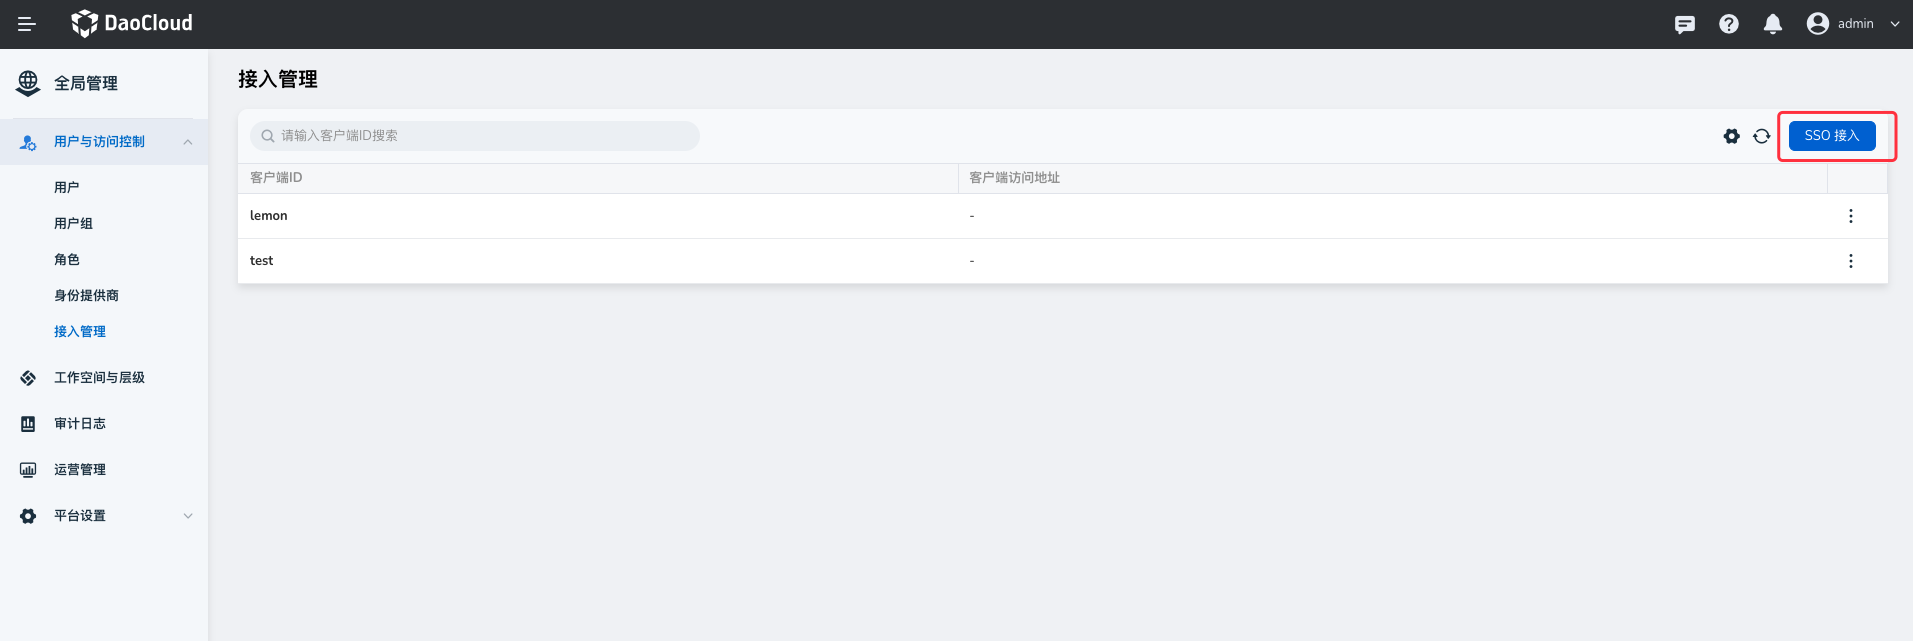 DaoCloud
admin
全局管理
用户与访问控制
用户
用户组
角色
身份提供商
接入管理
工作空间与层级
审计日志
运营管理
平台设置
接入管理
请输入客户端ID搜索
SSO 接入
客户端ID 客户端访问地址
lemon -
test -